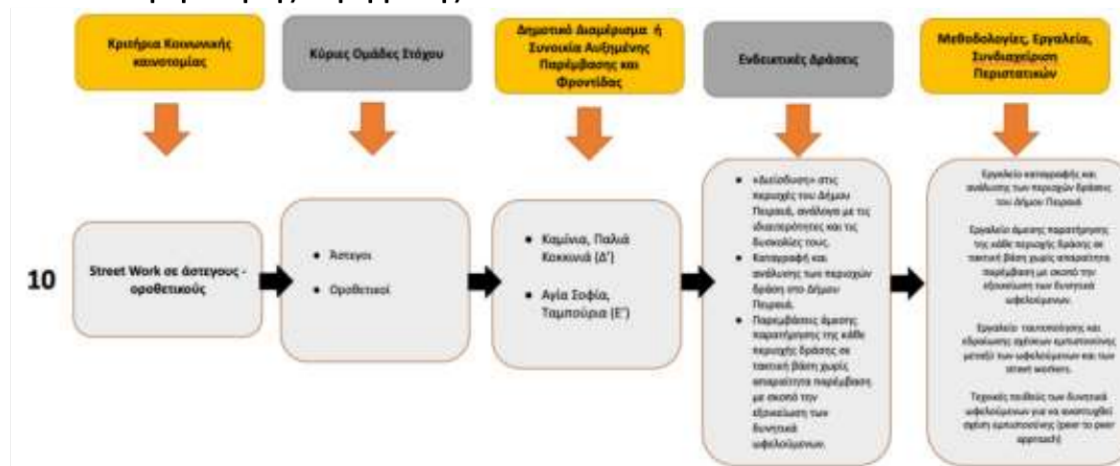 Κριτήρια Κοινωνικής
καινοτομίας
Κύριες Ομάδες Στόχου
Δημοτικό Διαμέρισμα ή
Συνοικία Αυξημένης
Παρέμβασης και
Φροντίδας
Ενδεικτικές Δράσεις
Μεθοδολογίες, Εργαλεία,
Συνδιαχείριση
Περιστατικών
10
Street Work σε άστεγους -
οροθετικούς
• Άστεγοι
• Οροθετικοί
• Καμίνια, Παλιά
Κοκκινιά (Δ’)
• Αγία Σοφία,
Ταμπούρια (Ε’)
• «Διείσδυση» στις
περιοχές του Δήμου
Πειραιά, ανάλογα με τις
ιδιαιτερότητες και τις
δυσκολίες τους.
• Καταγραφή και
ανάλυσης των περιοχών
δράση στο Δήμου
Πειραιά.
• Παρεμβάσεις άμεσης
παρατήρησης της κάθε
περιοχής δράσης σε
τακτική βάση χωρίς
απαραίτητα παρέμβαση
με σκοπό την
εξοικείωση των
δυνητικά
ωφελούμενων.
Εργαλείο καταγραφής και
ανάλυσης των περιοχών δράσεις
του Δήμου Πειραιά
Εργαλείο άμεσης παρατήρησης
της κάθε περιοχής δράσης σε
τακτική βάση χωρίς απαραίτητα
παρέμβαση με σκοπό την
εξοικείωση των δυνητικά
ωφελούμενων.
Εργαλείο ταυτοποίησης και
εδραίωσης σχέσεων εμπιστοσύνης
μεταξύ των ωφελούμενων και των
street workers.
Τεχνικές πειθούς των δυνητικά
ωφελούμενων για να αναπτυχθεί
σχέση εμπιστοσύνης (peer to peer
approach)